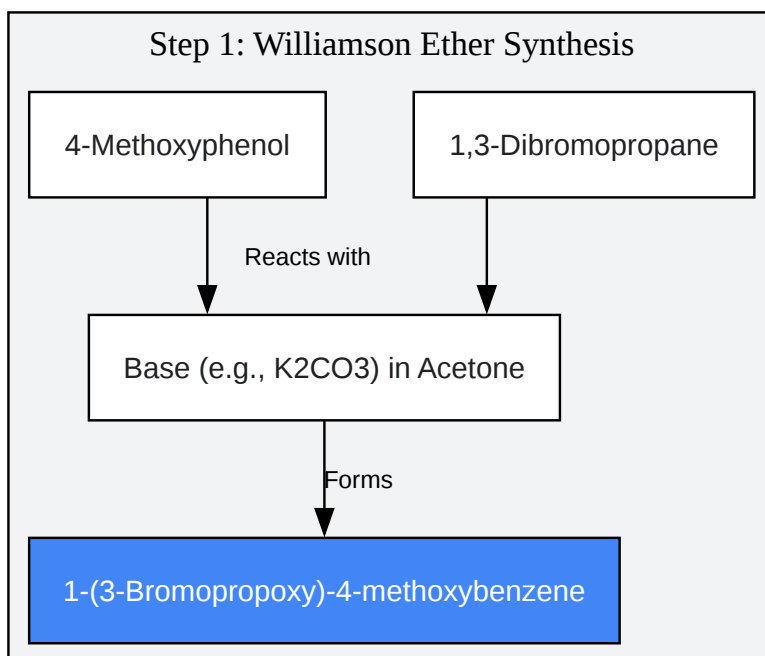 Step 1: Williamson Ether Synthesis
4-Methoxyphenol
1,3-Dibromopropane
Reacts with
Base (e.g., K2CO3) in Acetone
Forms
1-(3-Bromopropoxy)-4-methoxybenzene